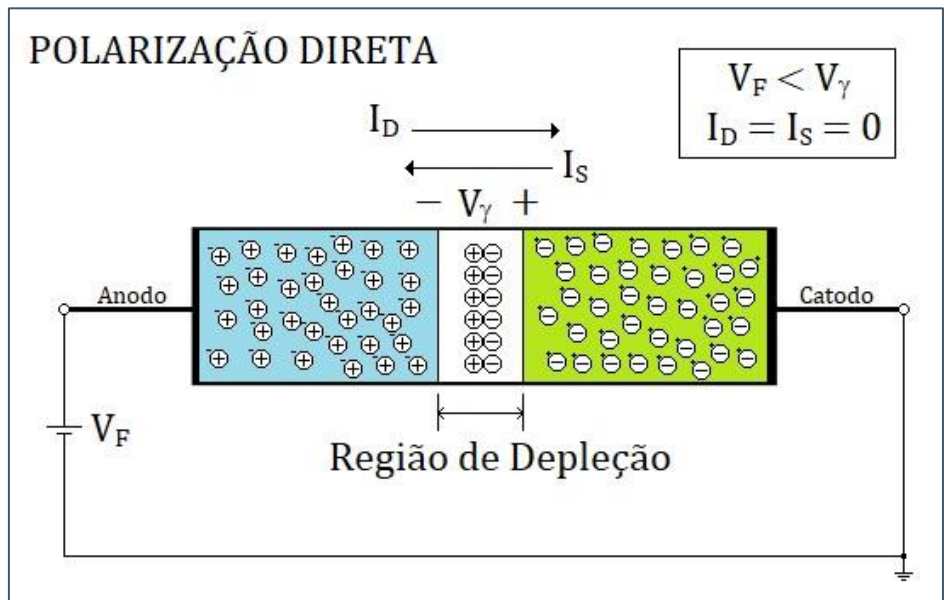 POLARIZAÇÃO DIRETA
V_F < V_γ
I_D = I_S = 0
I_D
I_S
− V_γ +
Anodo
Catodo
V_F
Região de Depleção